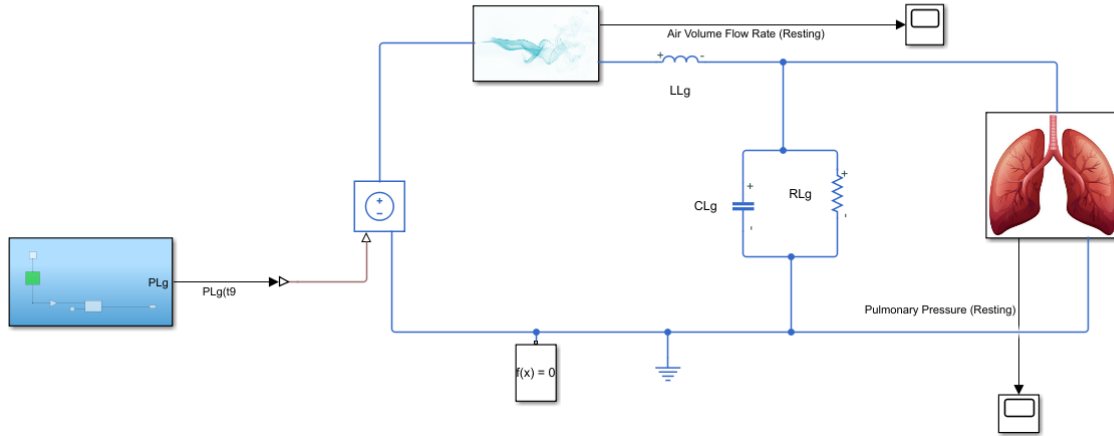 Air Volume Flow Rate (Resting)
+ -
LLg
+
-
CLg
+
-
RLg
+
-
PLg
PLg(t9
Pulmonary Pressure (Resting)
f(x) = 0